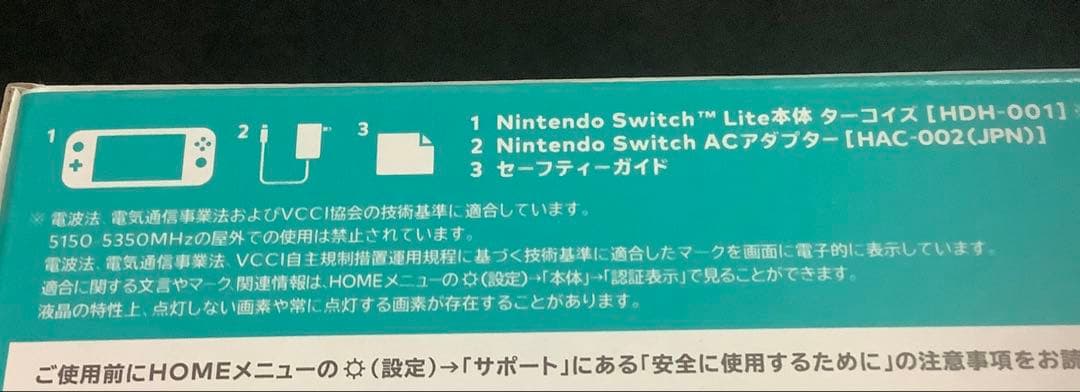 1 2 3
1 Nintendo Switch™ Lite本体 ターコイズ [HDH-001]
2 Nintendo Switch ACアダプター [HAC-002(JPN)]
3 セーフティーガイド
※ 電波法、電気通信事業法およびVCCI協会の技術基準に適合しています。
5150-5350MHzの屋外での使用は禁止されています。
電波法、電気通信事業法、VCCI自主規制措置運用規程に基づく技術基準に適合したマークを画面に電子的に表示しています。
適合に関する文言やマーク、関連情報は、HOMEメニューの(設定)→「本体」→「認証表示」で見ることができます。
液晶の特性上、点灯しない画素や常に点灯する画素が存在することがあります。
ご使用前にHOMEメニューの(設定)→「サポート」にある「安全に使用するために」の注意事項をお読